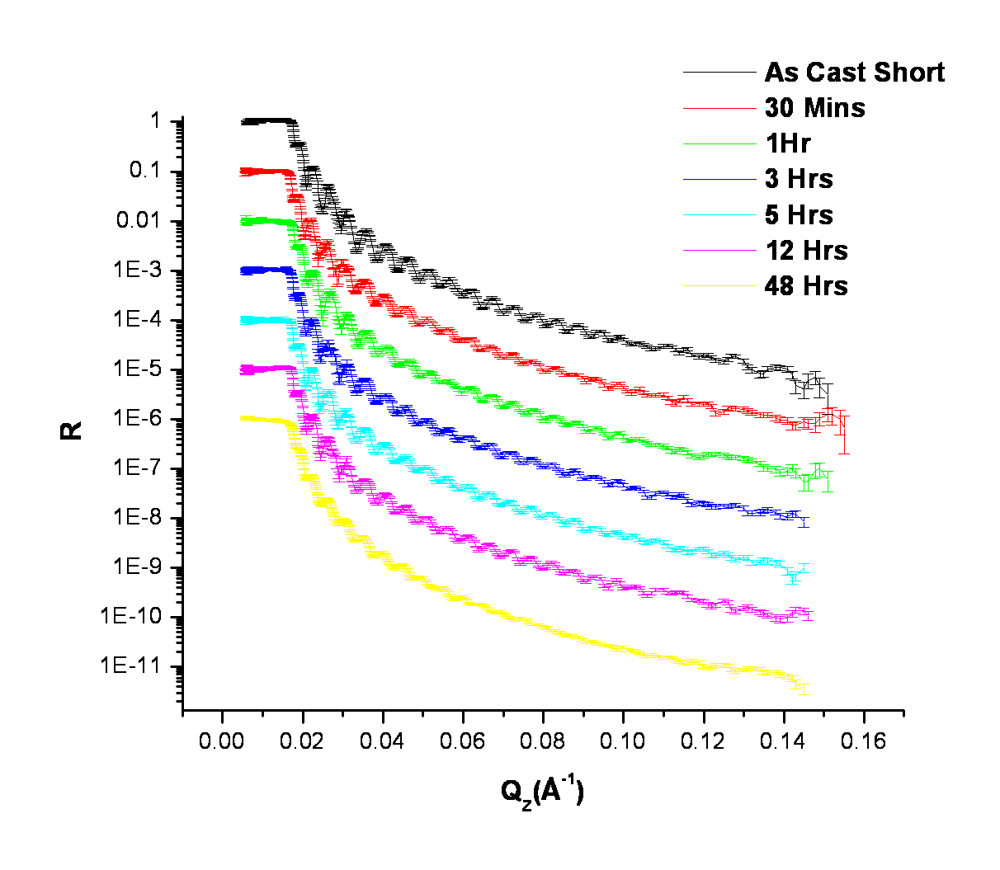 As Cast Short
30 Mins
1Hr
3 Hrs
5 Hrs
12 Hrs
48 Hrs
1
0.1
0.01
1E-3
1E-4
1E-5
1E-6
1E-7
1E-8
1E-9
1E-10
1E-11
R
0.00 0.02 0.04 0.06 0.08 0.10 0.12 0.14 0.16
Qz(Å⁻¹)